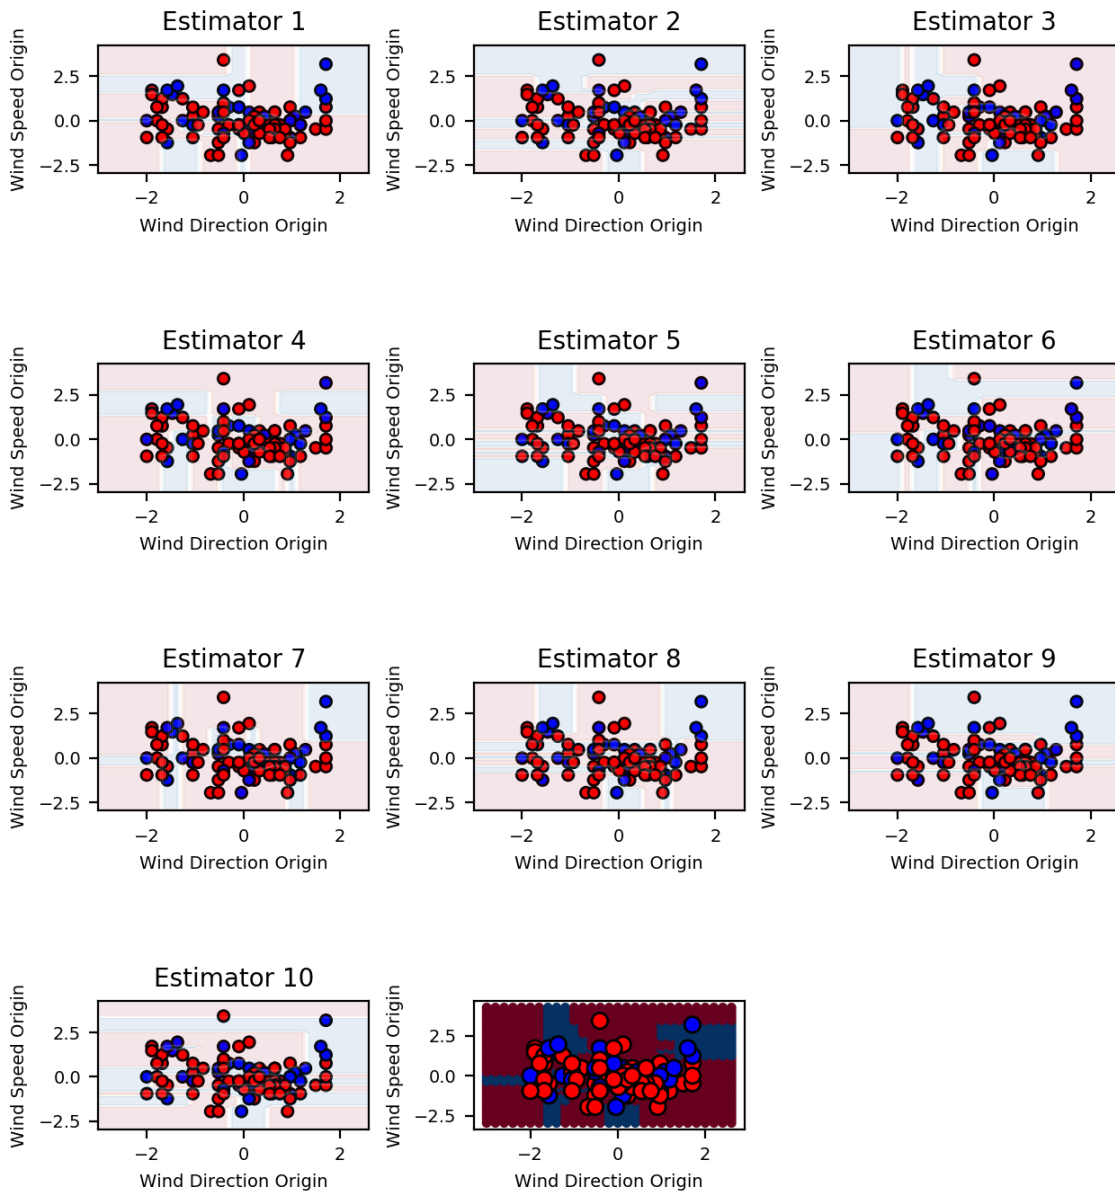 Estimator 1
Wind Speed Origin
2.5
0.0
−2.5
−2
0
2
Wind Direction Origin
Estimator 2
Wind Speed Origin
2.5
0.0
−2.5
−2
0
2
Wind Direction Origin
Estimator 3
Wind Speed Origin
2.5
0.0
−2.5
−2
0
2
Wind Direction Origin
Estimator 4
Wind Speed Origin
2.5
0.0
−2.5
−2
0
2
Wind Direction Origin
Estimator 5
Wind Speed Origin
2.5
0.0
−2.5
−2
0
2
Wind Direction Origin
Estimator 6
Wind Speed Origin
2.5
0.0
−2.5
−2
0
2
Wind Direction Origin
Estimator 7
Wind Speed Origin
2.5
0.0
−2.5
−2
0
2
Wind Direction Origin
Estimator 8
Wind Speed Origin
2.5
0.0
−2.5
−2
0
2
Wind Direction Origin
Estimator 9
Wind Speed Origin
2.5
0.0
−2.5
−2
0
2
Wind Direction Origin
Estimator 10
Wind Speed Origin
2.5
0.0
−2.5
−2
0
2
Wind Direction Origin
Wind Speed Origin
2.5
0.0
−2.5
−2
0
2
Wind Direction Origin